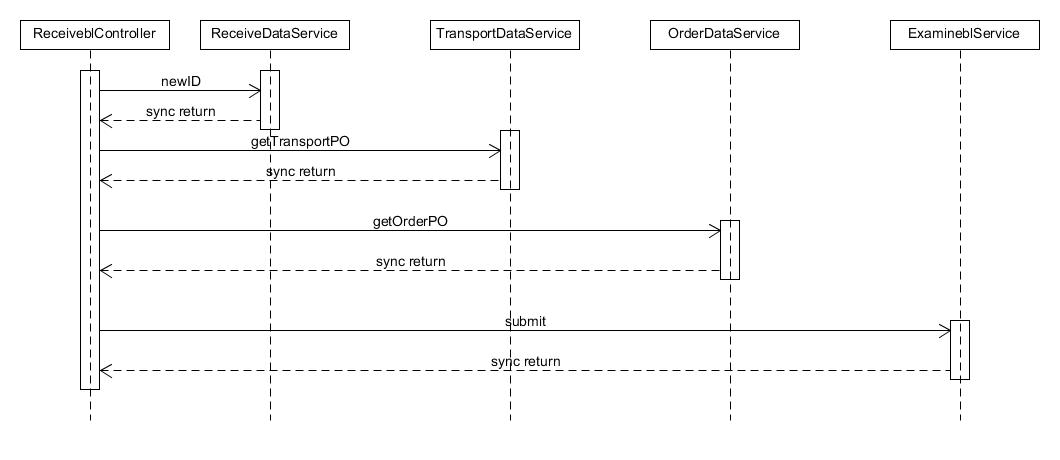 ReceiveblController
ReceiveDataService
TransportDataService
OrderDataService
ExamineblService
newID
sync return
getTransportPO
sync return
getOrderPO
sync return
submit
sync return